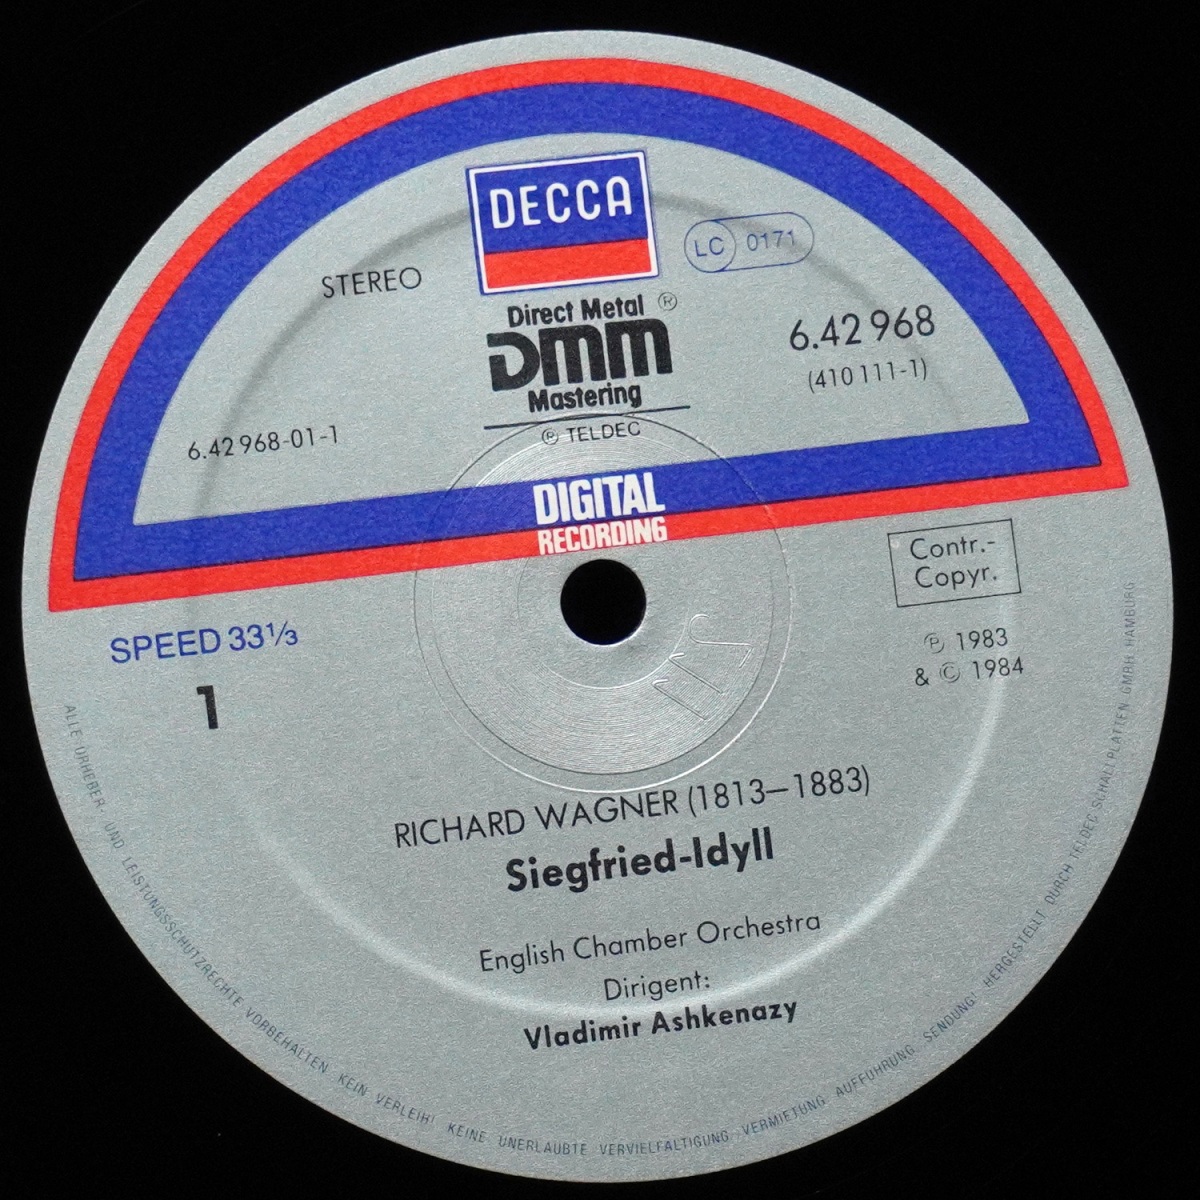 DECCA
LC 0171
STEREO
Direct Metal ®
DMM
Mastering
℗ TELDEC
6.42 968
(410 111-1)
6.42 968-01-1
DIGITAL
RECORDING
Contr.-
Copyr.
SPEED 33⅓
1
℗ 1983
& © 1984
RICHARD WAGNER (1813–1883)
Siegfried-Idyll
English Chamber Orchestra
Dirigent:
Vladimir Ashkenazy
ALLE URHEBER- UND LEISTUNGSSCHUTZRECHTE VORBEHALTEN KEIN VERLEIH! KEINE UNERLAUBTE VERVIELFÄLTIGUNG, VERMIETUNG, AUFFÜHRUNG, SENDUNG! HERGESTELLT DURCH TELDEC SCHALLPLATTEN GMBH, HAMBURG